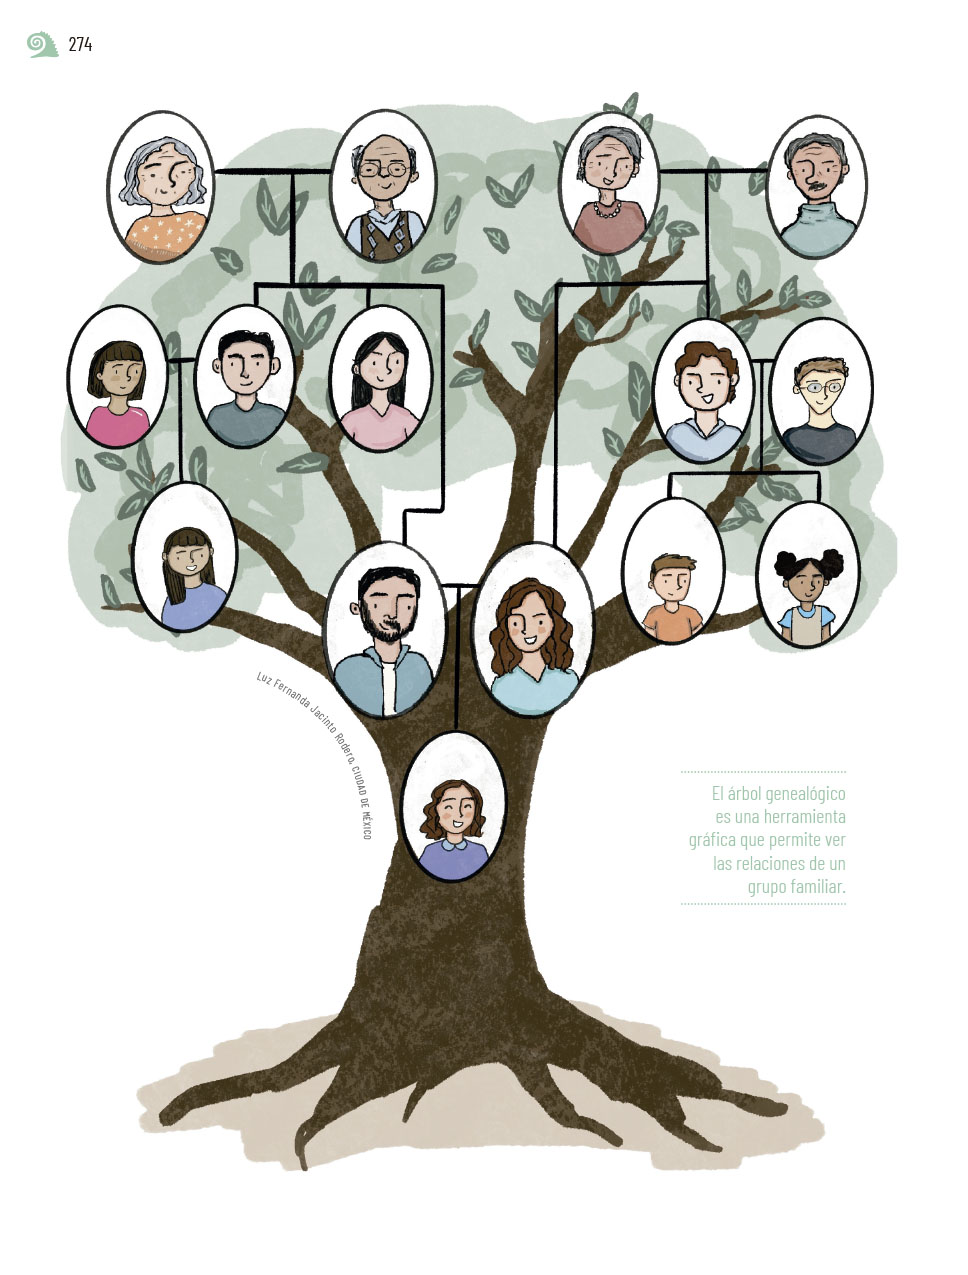 274
Luz Fernanda Jacinto Rodero, CIUDAD DE MÉXICO
El árbol genealógico
es una herramienta
gráfica que permite ver
las relaciones de un
grupo familiar.